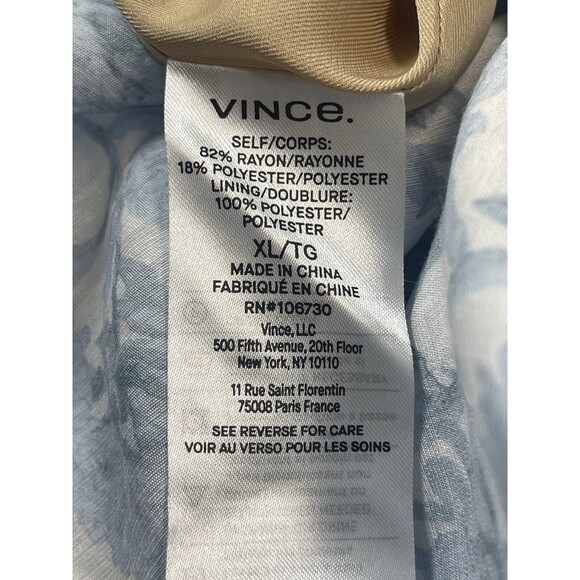 VINCe.
SELF/CORPS:
82% RAYON/RAYONNE
18% POLYESTER/POLYESTER
LINING/DOUBLURE:
100% POLYESTER/
POLYESTER
XL/TG
MADE IN CHINA
FABRIQUÉ EN CHINE
RN#106730
Vince, LLC
500 Fifth Avenue, 20th Floor
New York, NY 10110
11 Rue Saint Florentin
75008 Paris France
SEE REVERSE FOR CARE
VOIR AU VERSO POUR LES SOINS